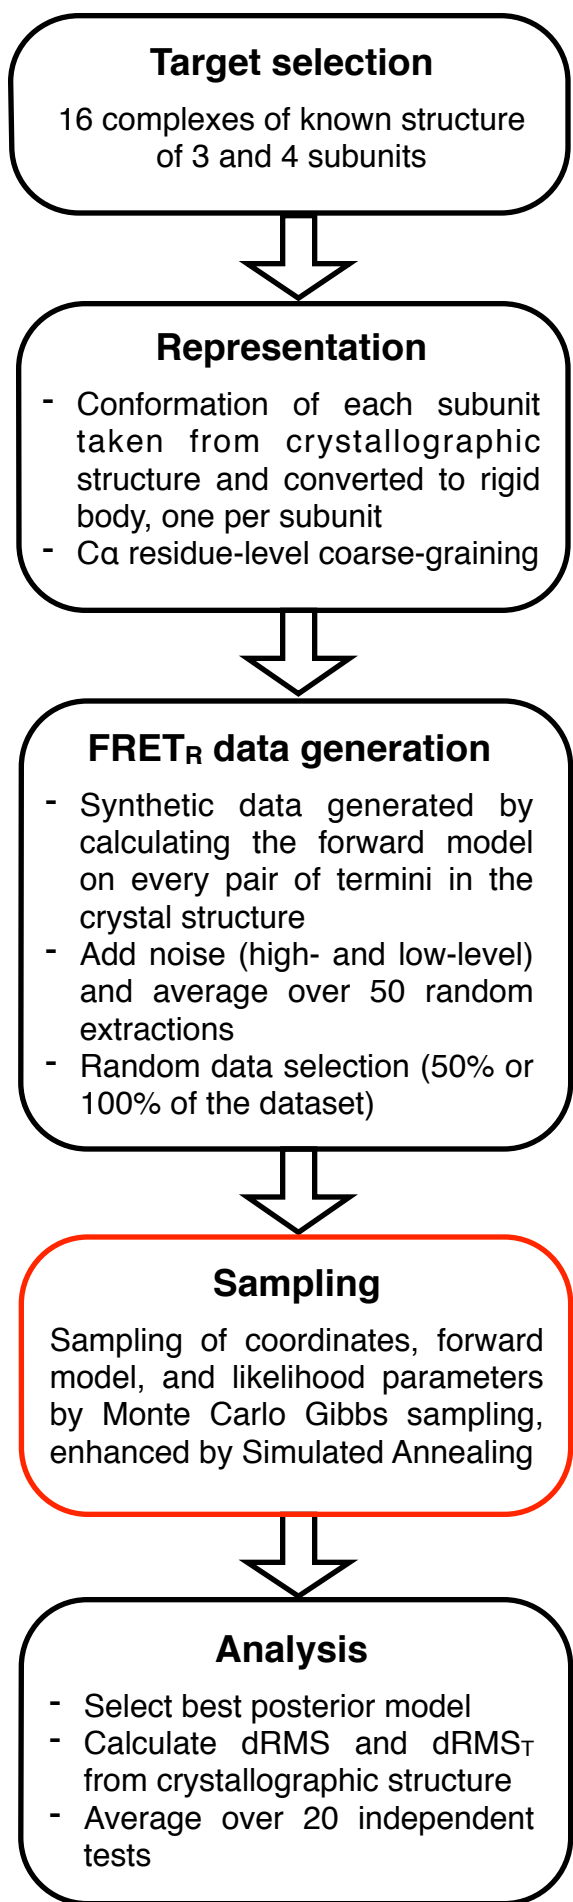 Target selection
16 complexes of known structure
of 3 and 4 subunits
Representation
- Conformation of each subunit
taken from crystallographic
structure and converted to rigid
body, one per subunit
- Cα residue-level coarse-graining
FRETR data generation
- Synthetic data generated by
calculating the forward model
on every pair of termini in the
crystal structure
- Add noise (high- and low-level)
and average over 50 random
extractions
- Random data selection (50% or
100% of the dataset)
Sampling
Sampling of coordinates, forward
model, and likelihood parameters
by Monte Carlo Gibbs sampling,
enhanced by Simulated Annealing
Analysis
- Select best posterior model
- Calculate dRMS and dRMST
from crystallographic structure
- Average over 20 independent
tests